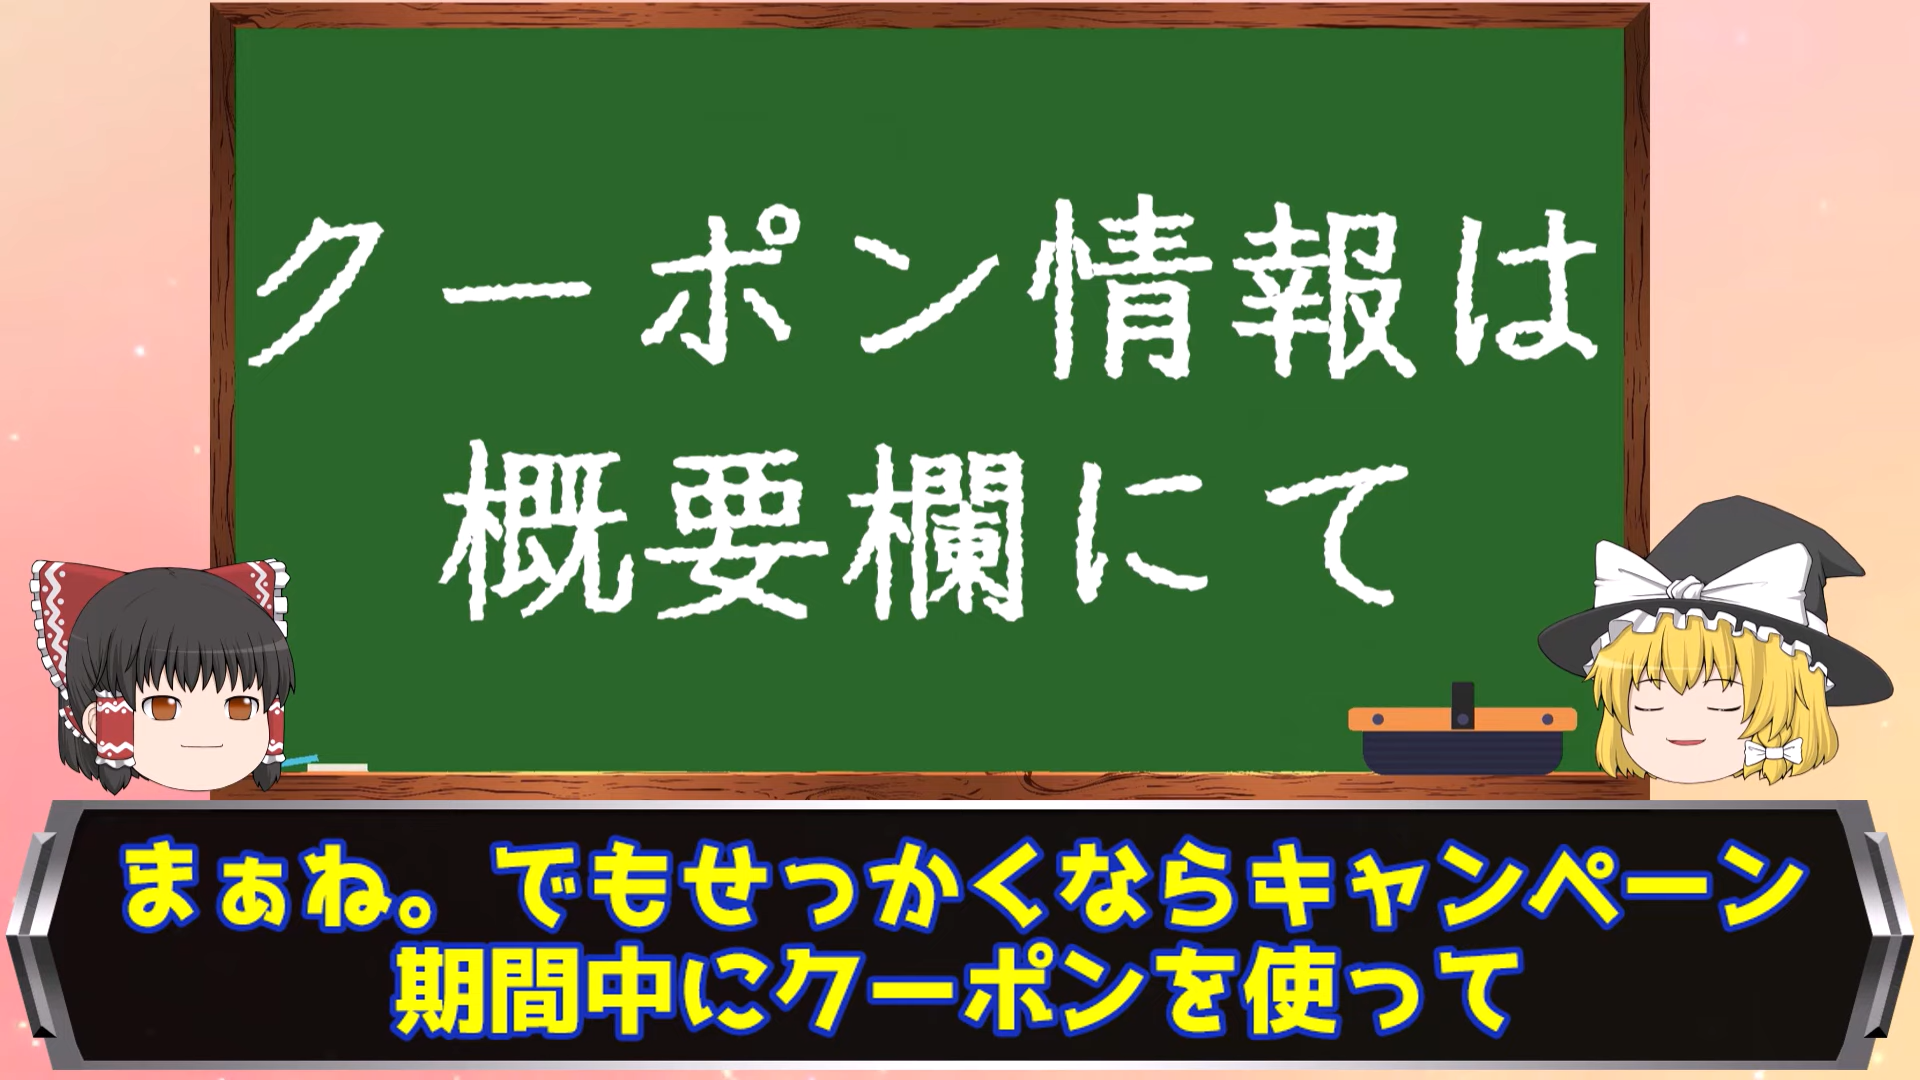 クーポン情報は
概要欄にて
まぁね。でもせっかくならキャンペーン
期間中にクーポンを使って